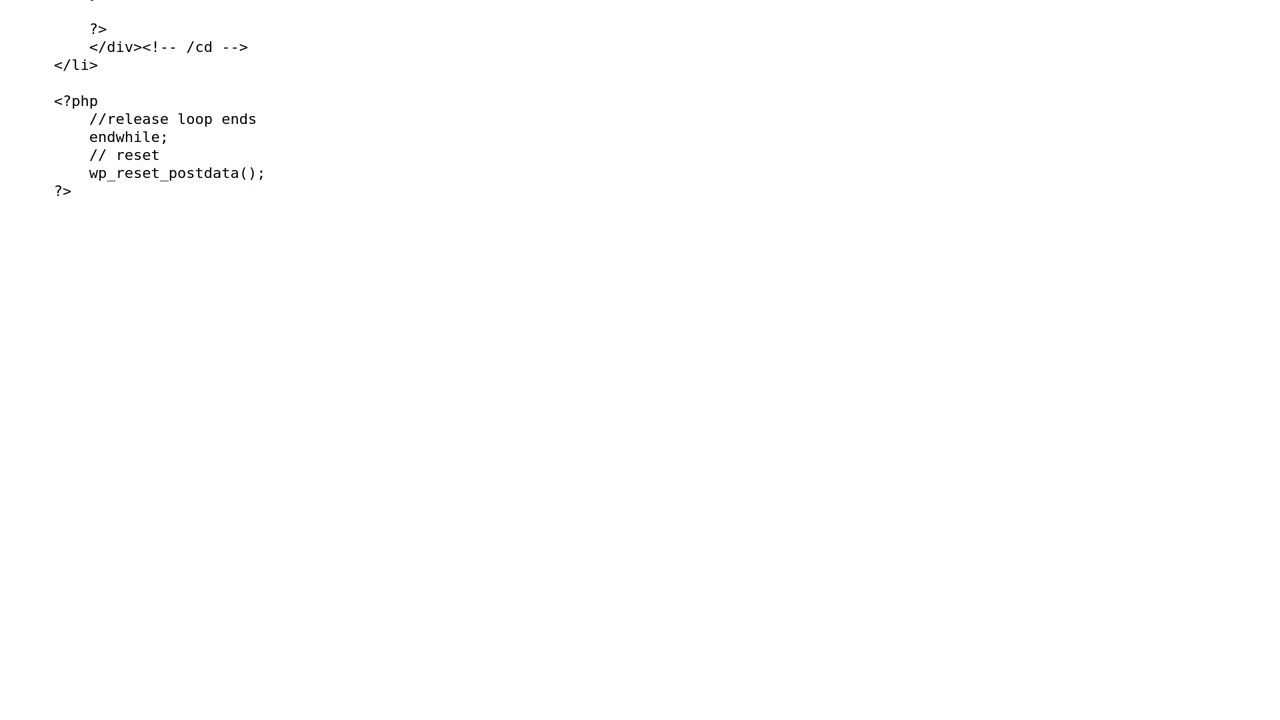 ?>
</div><!-- /cd -->
</li>
<?php
//release loop ends
endwhile;
// reset
wp_reset_postdata();
?>